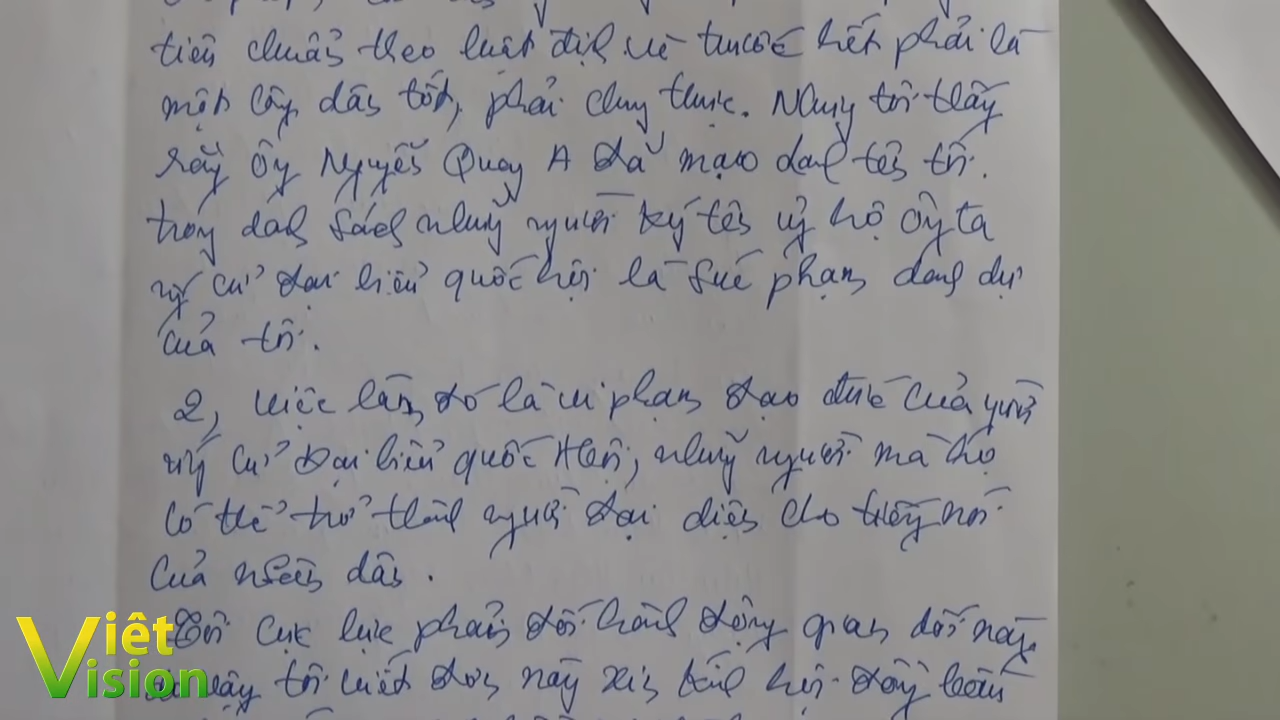 tiêu chuẩn theo luật định và trước hết phải là
một công dân tốt, phải trung thực. Nhưng tôi thấy
rằng ông Nguyễn Quang A đã mạo danh tên tôi.
trong danh sách những người ký tên ủng hộ ông ta
ứng cử đại biểu quốc hội là xúc phạm danh dự
của tôi.
2, việc làm đó là vi phạm đạo đức của người
ứng cử đại biểu quốc Hội, những người mà họ
có thể trở thành người đại diện cho tiếng nói
của nhân dân.
Tôi cực lực phản đối hành động gian dối này.
vậy tôi viết đơn này xin hội đồng bầu
Việt
Vision